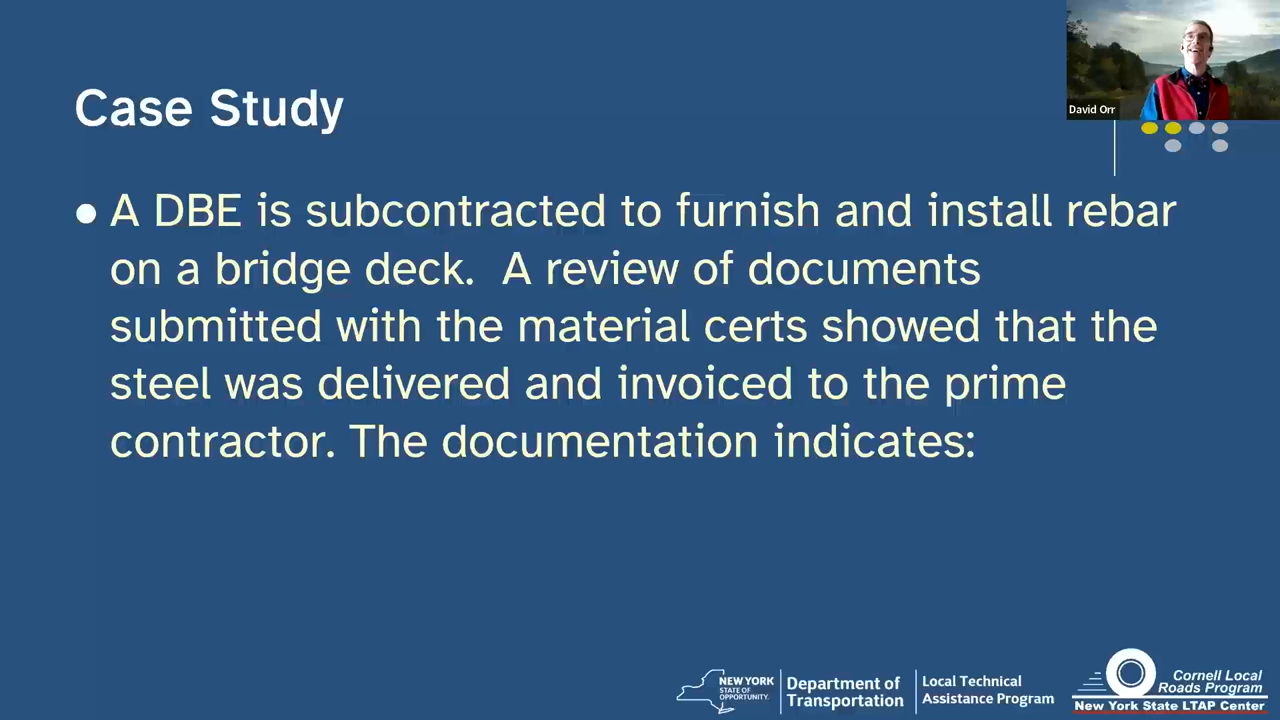 David Orr
Case Study
● A DBE is subcontracted to furnish and install rebar
on a bridge deck.  A review of documents
submitted with the material certs showed that the
steel was delivered and invoiced to the prime
contractor. The documentation indicates:
NEW YORK
STATE OF
OPPORTUNITY.
Department of
Transportation
Local Technical
Assistance Program
Cornell Local
Roads Program
New York State LTAP Center